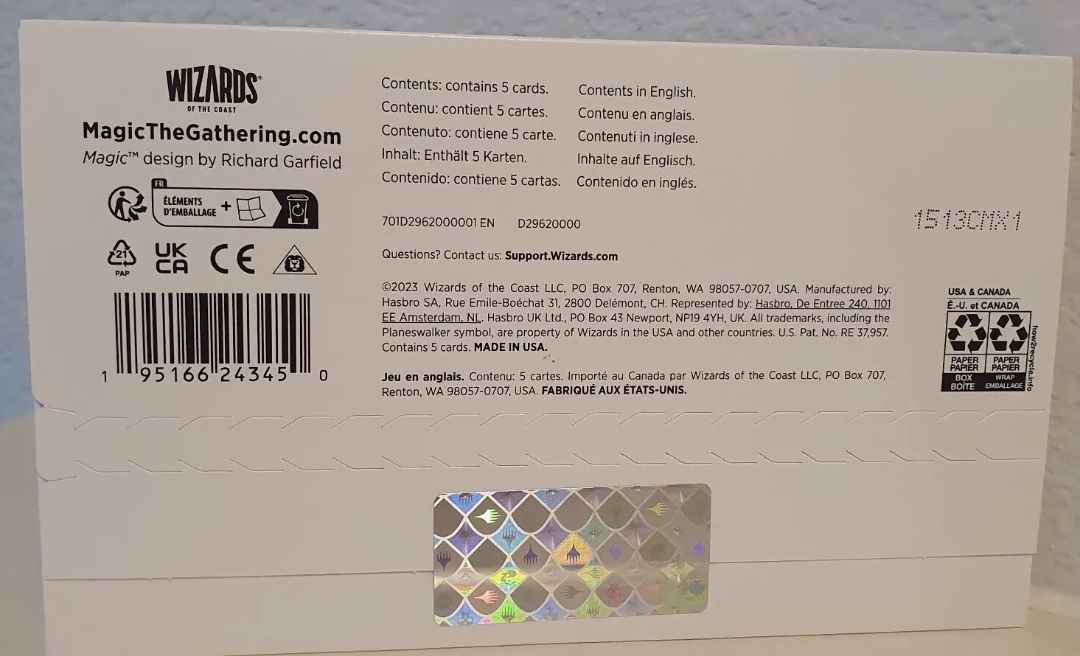 WIZARDS®
OF THE COAST
MagicTheGathering.com
Magic™ design by Richard Garfield
FR
ÉLÉMENTS
D'EMBALLAGE +
21
PAP
UK
CA
CE
1 95166 24345 0
Contents: contains 5 cards. Contents in English.
Contenu: contient 5 cartes. Contenu en anglais.
Contenuto: contiene 5 carte. Contenuti in inglese.
Inhalt: Enthält 5 Karten. Inhalte auf Englisch.
Contenido: contiene 5 cartas. Contenido en inglés.
701D2962000001 EN D29620000
Questions? Contact us: Support.Wizards.com
©2023 Wizards of the Coast LLC, PO Box 707, Renton, WA 98057-0707, USA. Manufactured by:
Hasbro SA, Rue Emile-Boéchat 31, 2800 Delémont, CH. Represented by: Hasbro, De Entree 240, 1101
EE Amsterdam, NL. Hasbro UK Ltd., PO Box 43 Newport, NP19 4YH, UK. All trademarks, including the
Planeswalker symbol, are property of Wizards in the USA and other countries. U.S. Pat. No. RE 37,957.
Contains 5 cards. MADE IN USA.
Jeu en anglais. Contenu: 5 cartes. Importé au Canada par Wizards of the Coast LLC, PO Box 707,
Renton, WA 98057-0707, USA. FABRIQUÉ AUX ÉTATS-UNIS.
1513CMX1
USA & CANADA
É.-U. et CANADA
PAPER PAPER
PAPIER PAPIER
BOX WRAP
BOÎTE EMBALLAGE
how2recycle.info